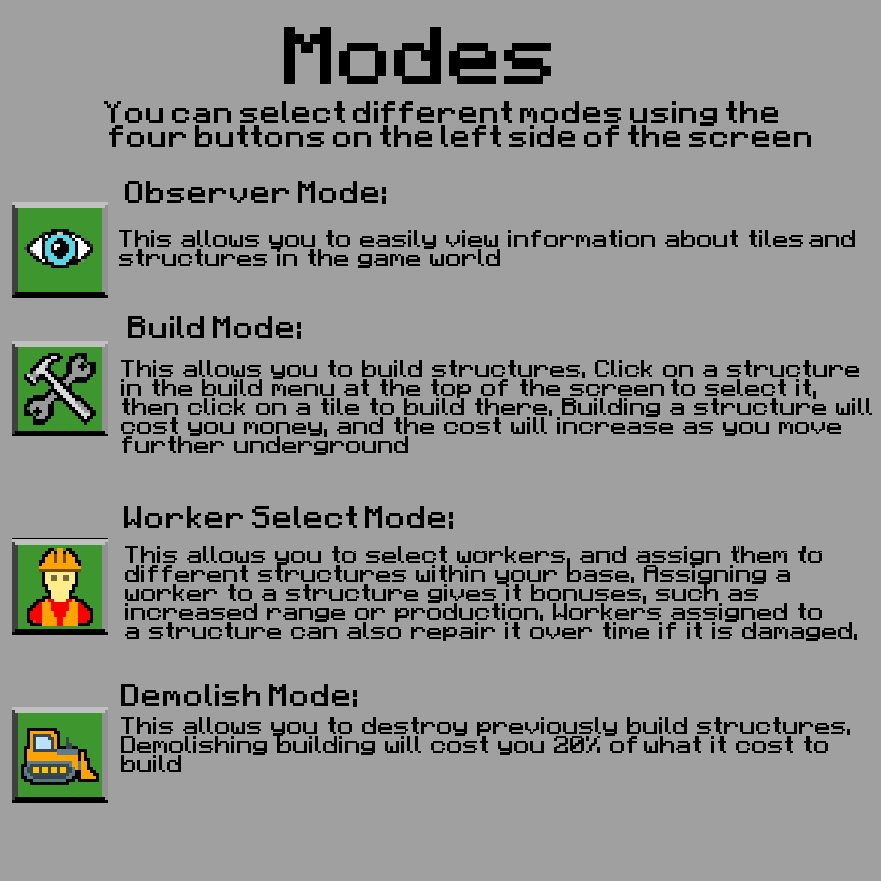 Modes
You can select different modes using the
four buttons on the left side of the screen
Observer Mode:
This allows you to easily view information about tiles and
structures in the game world
Build Mode:
This allows you to build structures. Click on a structure
in the build menu at the top of the screen to select it,
then click on a tile to build there. Building a structure will
cost you money, and the cost will increase as you move
further underground
Worker Select Mode:
This allows you to select workers, and assign them to
different structures within your base. Assigning a
worker to a structure gives it bonuses, such as
increased range or production. Workers assigned to
a structure can also repair it over time if it is damaged.
Demolish Mode:
This allows you to destroy previously build structures.
Demolishing building will cost you 20% of what it cost to
build